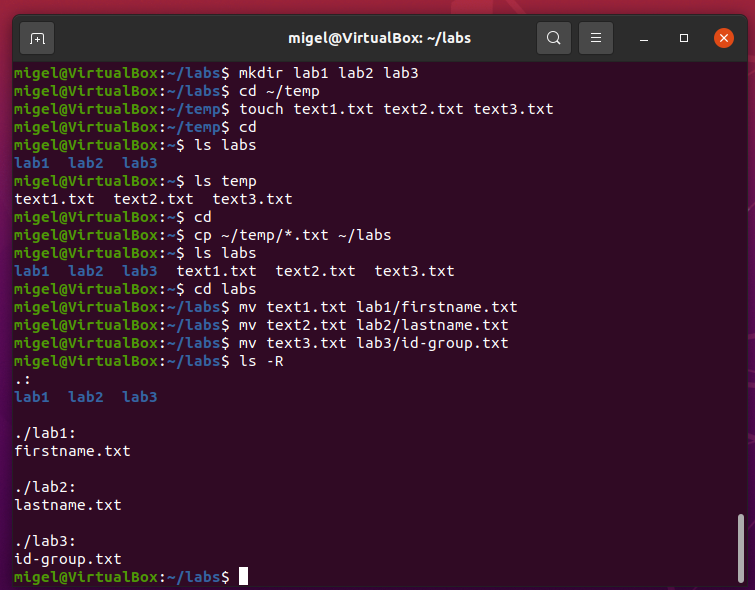 migel@VirtualBox: ~/labs
migel@VirtualBox:~/labs$ mkdir lab1 lab2 lab3
migel@VirtualBox:~/labs$ cd ~/temp
migel@VirtualBox:~/temp$ touch text1.txt text2.txt text3.txt
migel@VirtualBox:~/temp$ cd
migel@VirtualBox:~$ ls labs
lab1  lab2  lab3
migel@VirtualBox:~$ ls temp
text1.txt  text2.txt  text3.txt
migel@VirtualBox:~$ cd
migel@VirtualBox:~$ cp ~/temp/*.txt ~/labs
migel@VirtualBox:~$ ls labs
lab1  lab2  lab3  text1.txt  text2.txt  text3.txt
migel@VirtualBox:~$ cd labs
migel@VirtualBox:~/labs$ mv text1.txt lab1/firstname.txt
migel@VirtualBox:~/labs$ mv text2.txt lab2/lastname.txt
migel@VirtualBox:~/labs$ mv text3.txt lab3/id-group.txt
migel@VirtualBox:~/labs$ ls -R
.:
lab1  lab2  lab3
./lab1:
firstname.txt
./lab2:
lastname.txt
./lab3:
id-group.txt
migel@VirtualBox:~/labs$